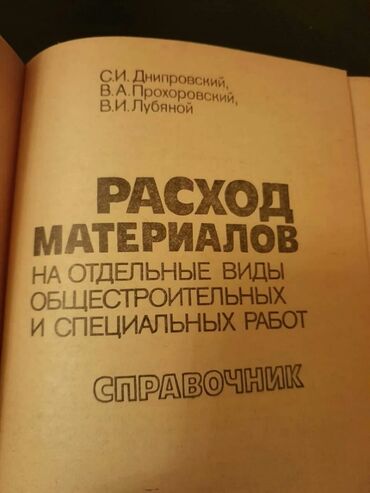 С.И. Днипровский,
В.А. Прохоровский,
В.И. Лубяной
РАСХОД
МАТЕРИАЛОВ
НА ОТДЕЛЬНЫЕ ВИДЫ
ОБЩЕСТРОИТЕЛЬНЫХ
И СПЕЦИАЛЬНЫХ РАБОТ
СПРАВОЧНИК